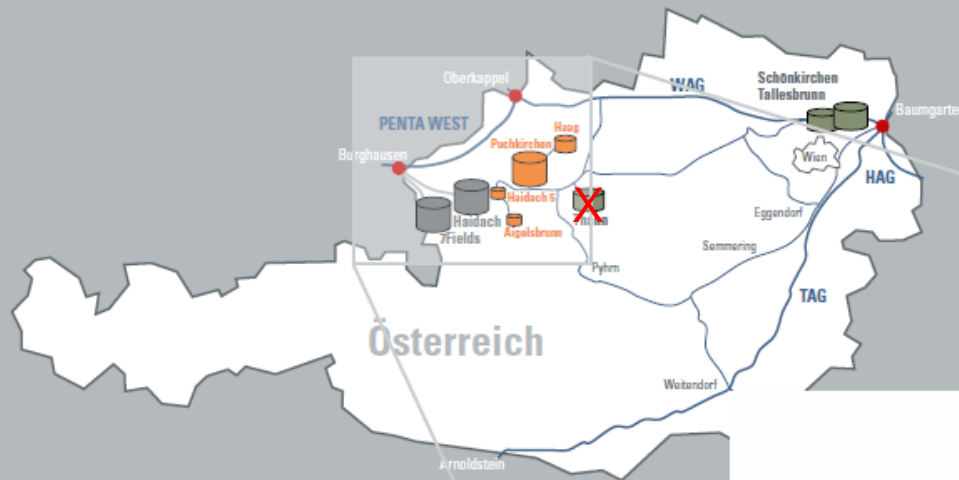 Oberkappel
WAG
Schönkirchen
Tallesbrunn
Baumgarten
PENTA WEST
Haag
Puchkirchen
Burghausen
Wien
HAG
Haidach 5
Haidach
7Fields
Aigelsbrunn
Eggendorf
Semmering
Pyhrn
TAG
Österreich
Weitendorf
Arnoldstein